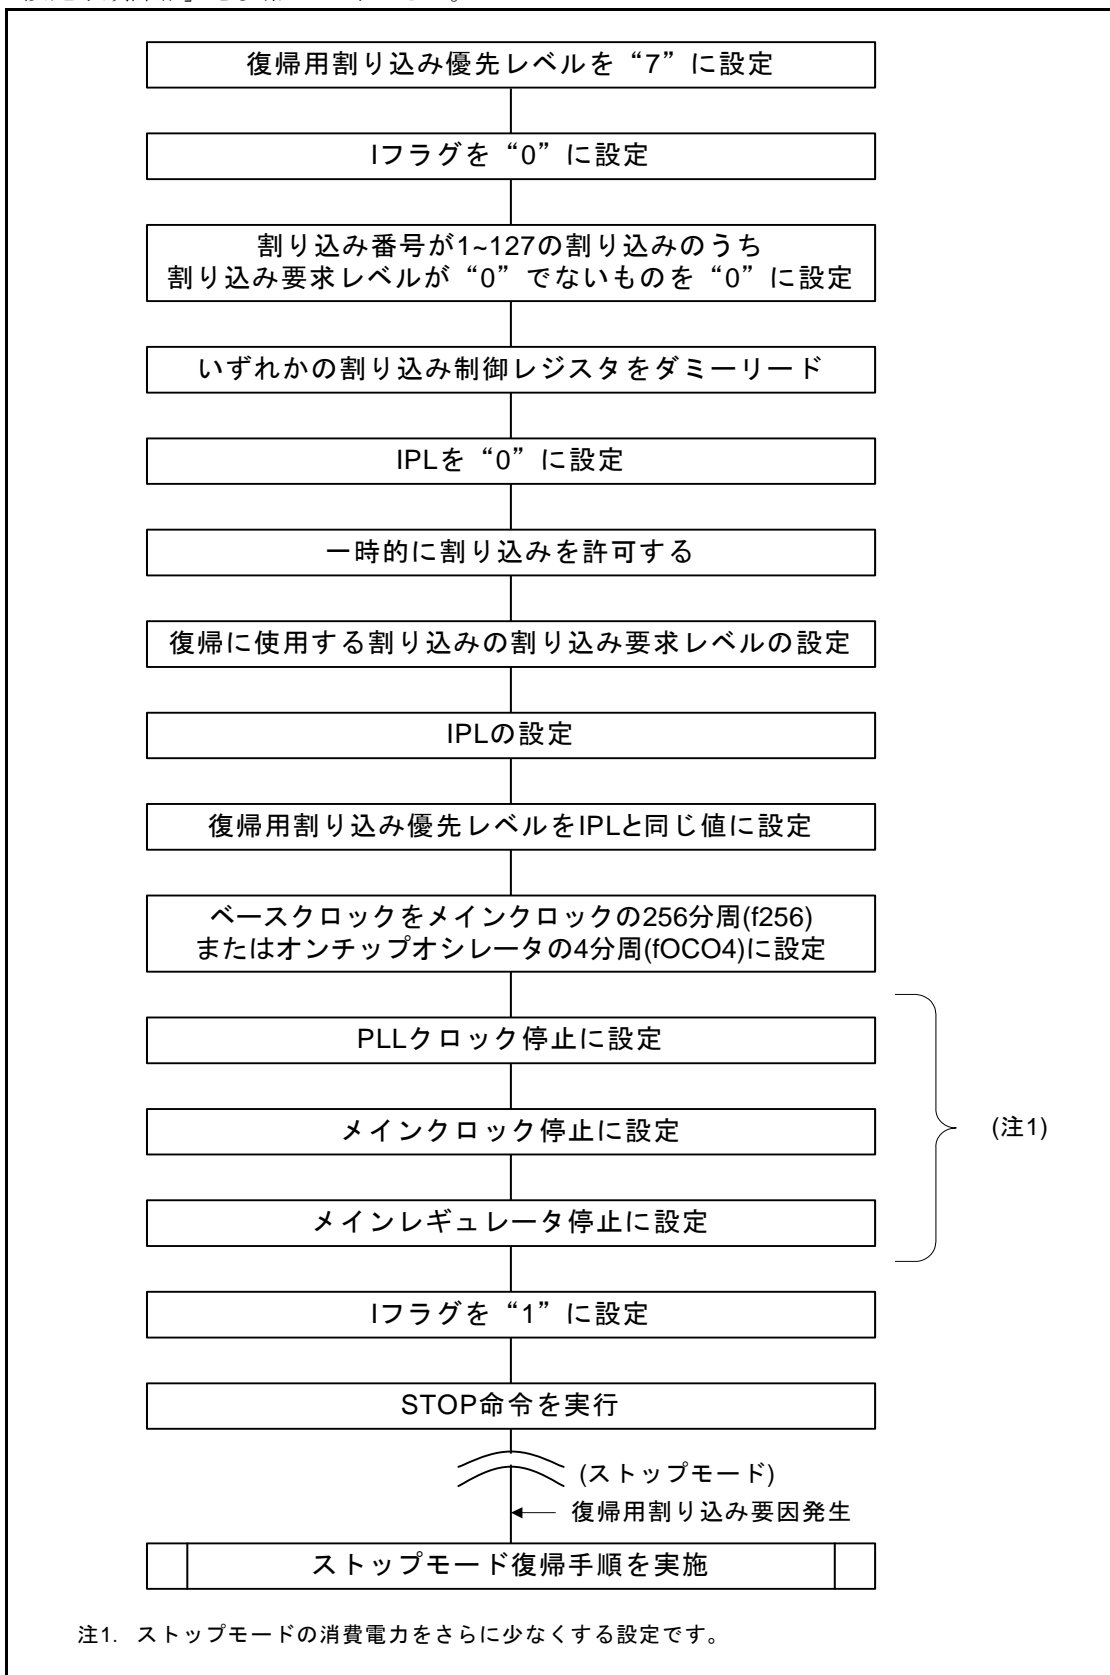 復帰用割り込み優先レベルを“7”に設定
Iフラグを“0”に設定
割り込み番号が1~127の割り込みのうち
割り込み要求レベルが“0”でないものを“0”に設定
いずれかの割り込み制御レジスタをダミーリード
IPLを“0”に設定
一時的に割り込みを許可する
復帰に使用する割り込みの割り込み要求レベルの設定
IPLの設定
復帰用割り込み優先レベルをIPLと同じ値に設定
ベースクロックをメインクロックの256分周(f256)
またはオンチップオシレータの4分周(fOCO4)に設定
PLLクロック停止に設定
メインクロック停止に設定
(注1)
メインレギュレータ停止に設定
Iフラグを“1”に設定
STOP命令を実行
(ストップモード)
復帰用割り込み要因発生
ストップモード復帰手順を実施
注1. ストップモードの消費電力をさらに少なくする設定です。